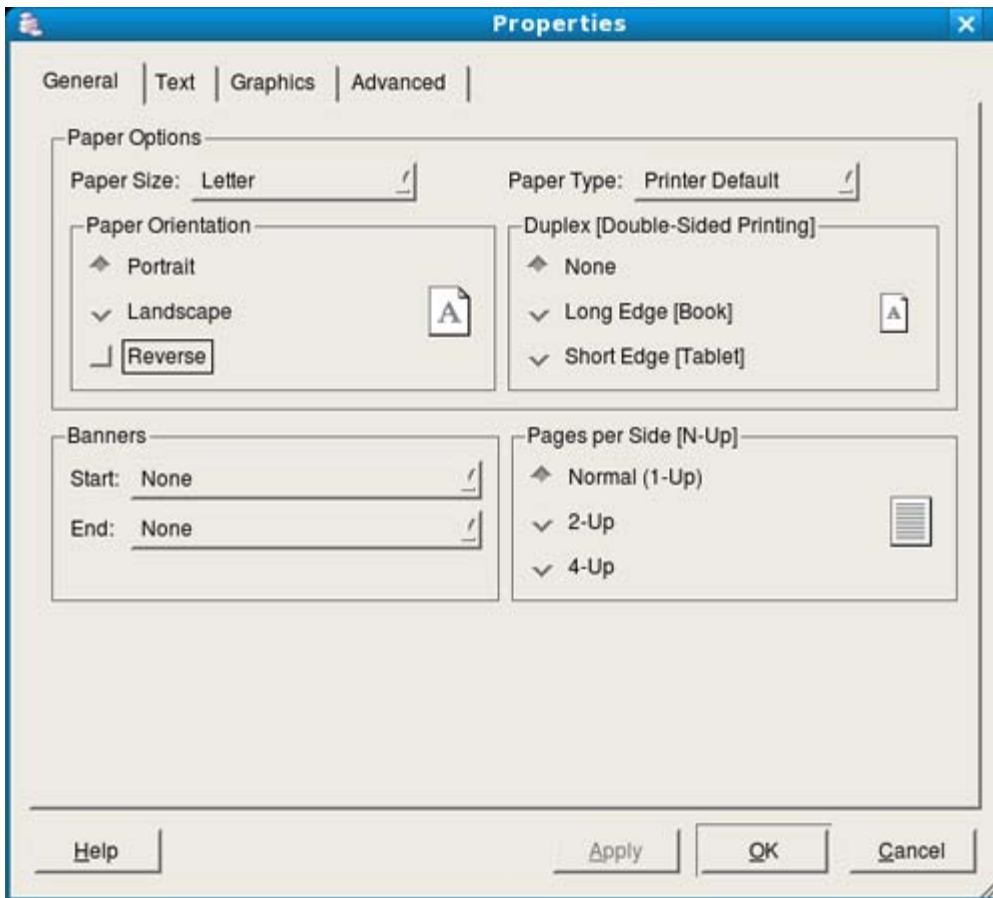 Properties
General Text Graphics Advanced
Paper Options
Paper Size: Letter Paper Type: Printer Default
Paper Orientation
Portrait
Landscape
Reverse
A
Duplex [Double-Sided Printing]
None
Long Edge [Book]
Short Edge [Tablet]
A
Banners
Start: None
End: None
Pages per Side [N-Up]
Normal (1-Up)
2-Up
4-Up
Help Apply OK Cancel